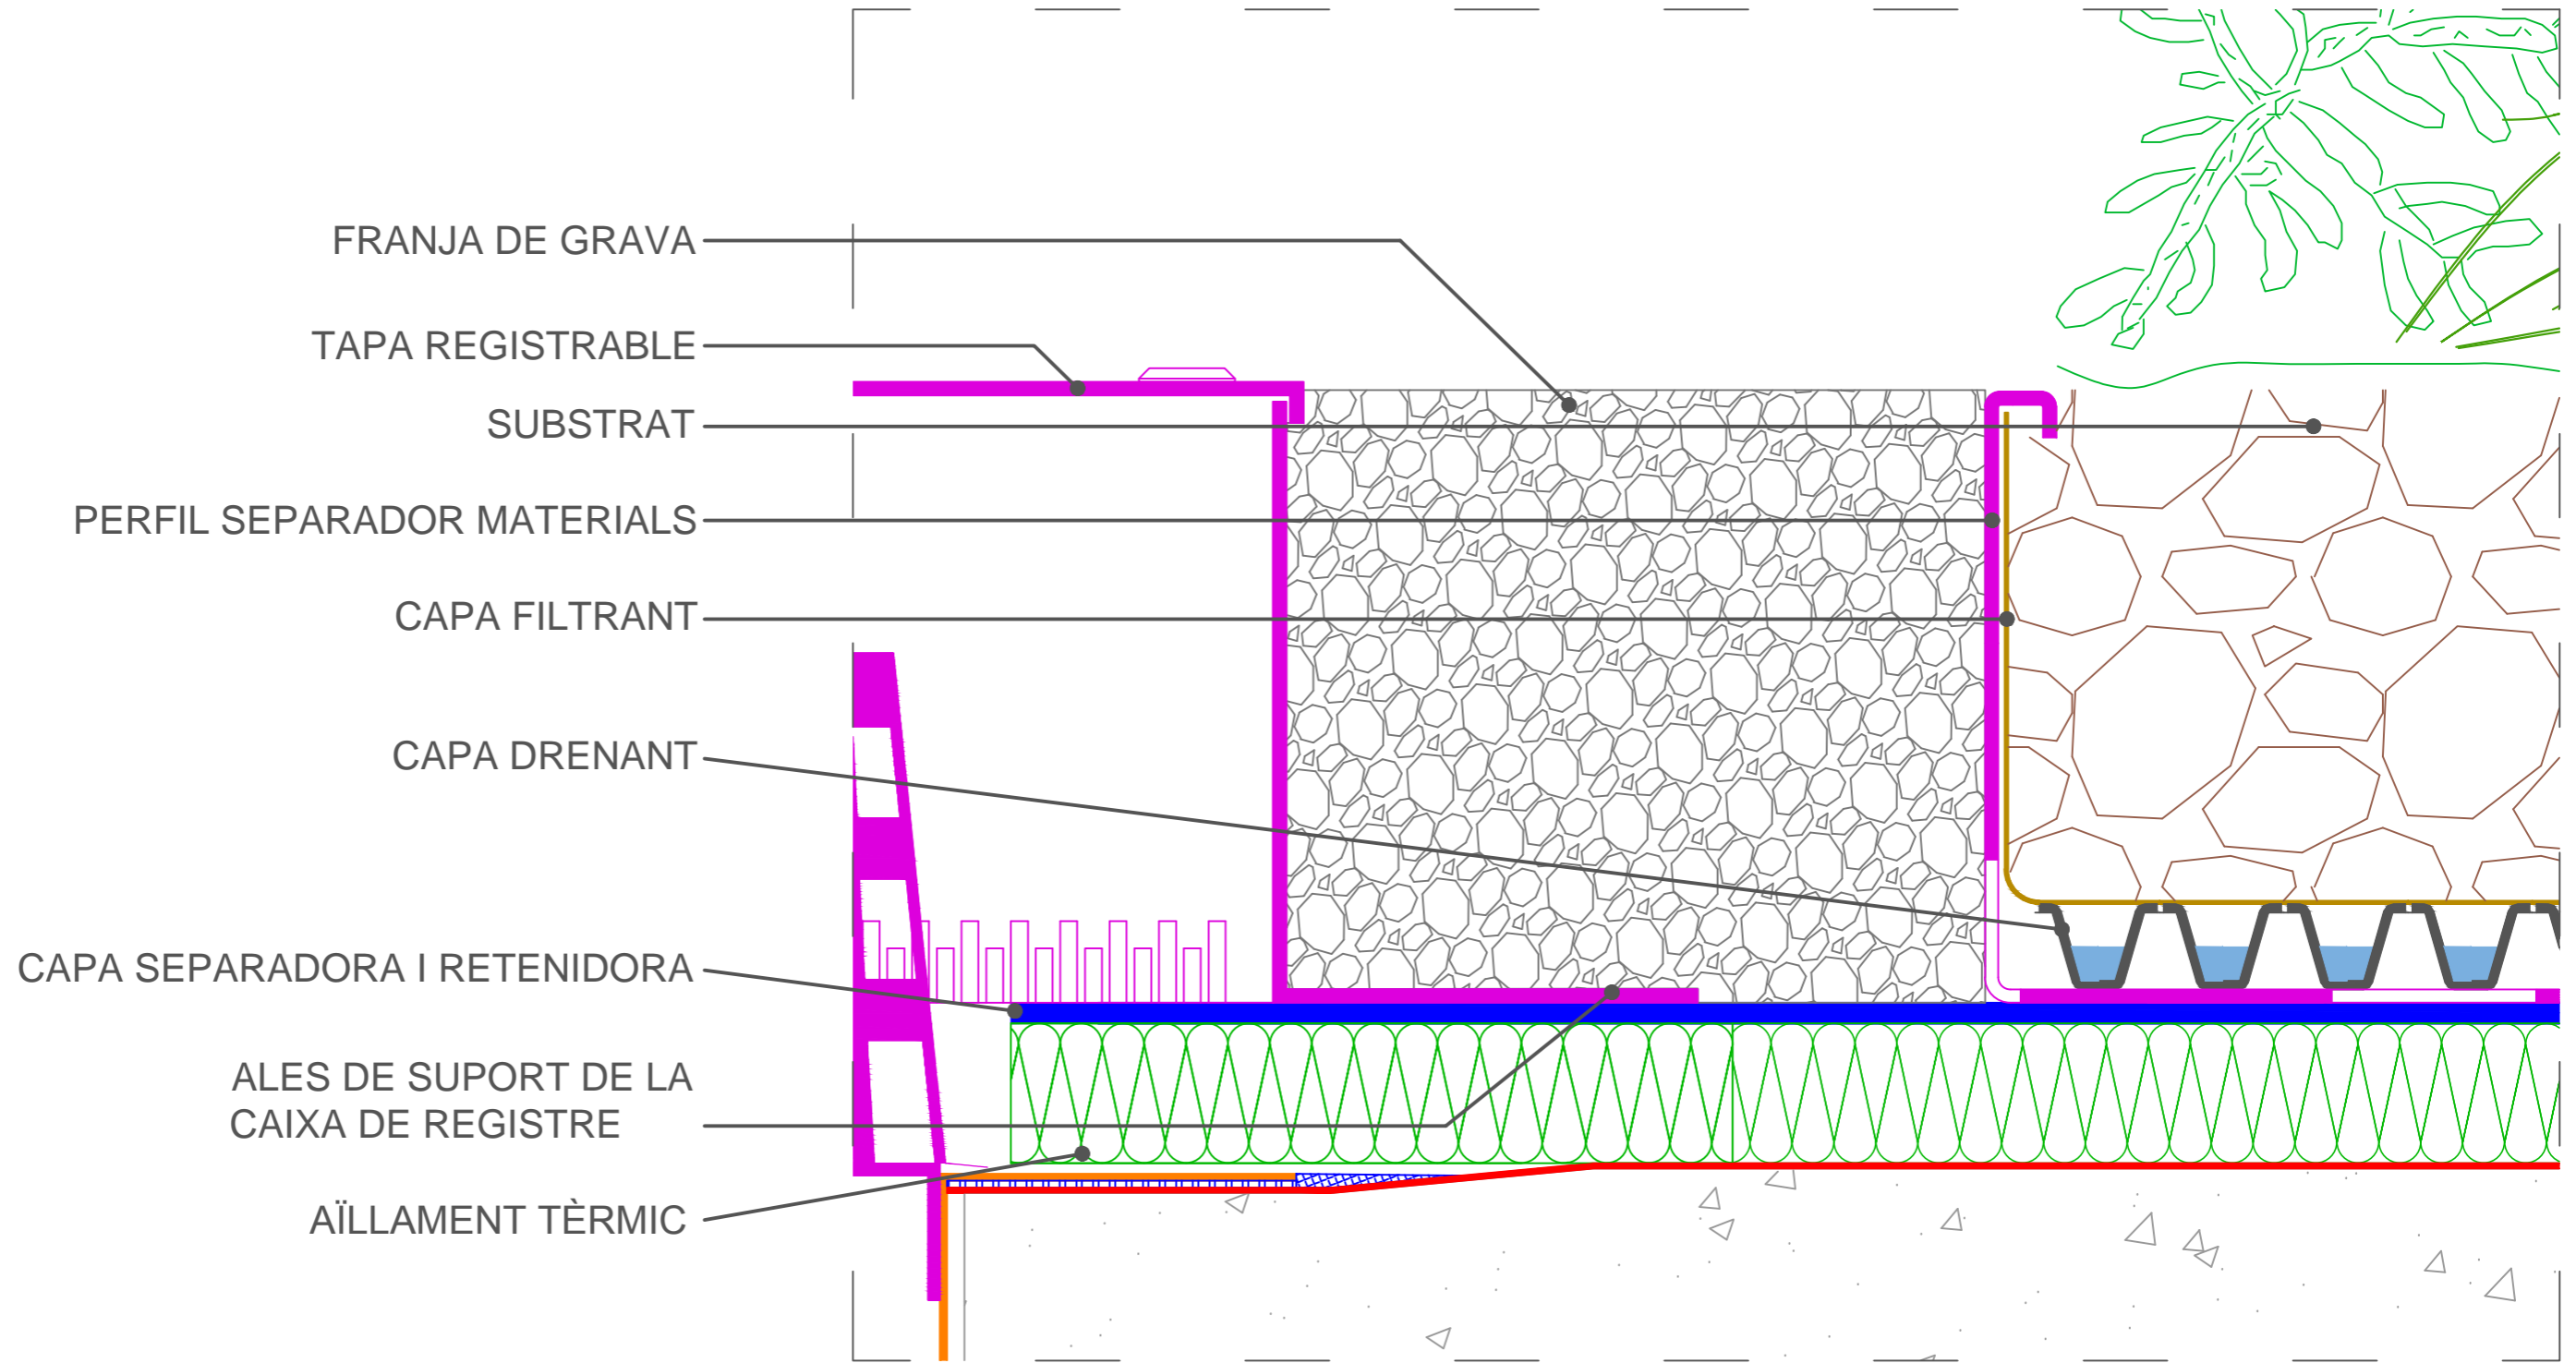 FRANJA DE GRAVA
TAPA REGISTRABLE
SUBSTRAT
PERFIL SEPARADOR MATERIALS
CAPA FILTRANT
CAPA DRENANT
CAPA SEPARADORA I RETENIDORA
ALES DE SUPORT DE LA
CAIXA DE REGISTRE
AÏLLAMENT TÈRMIC